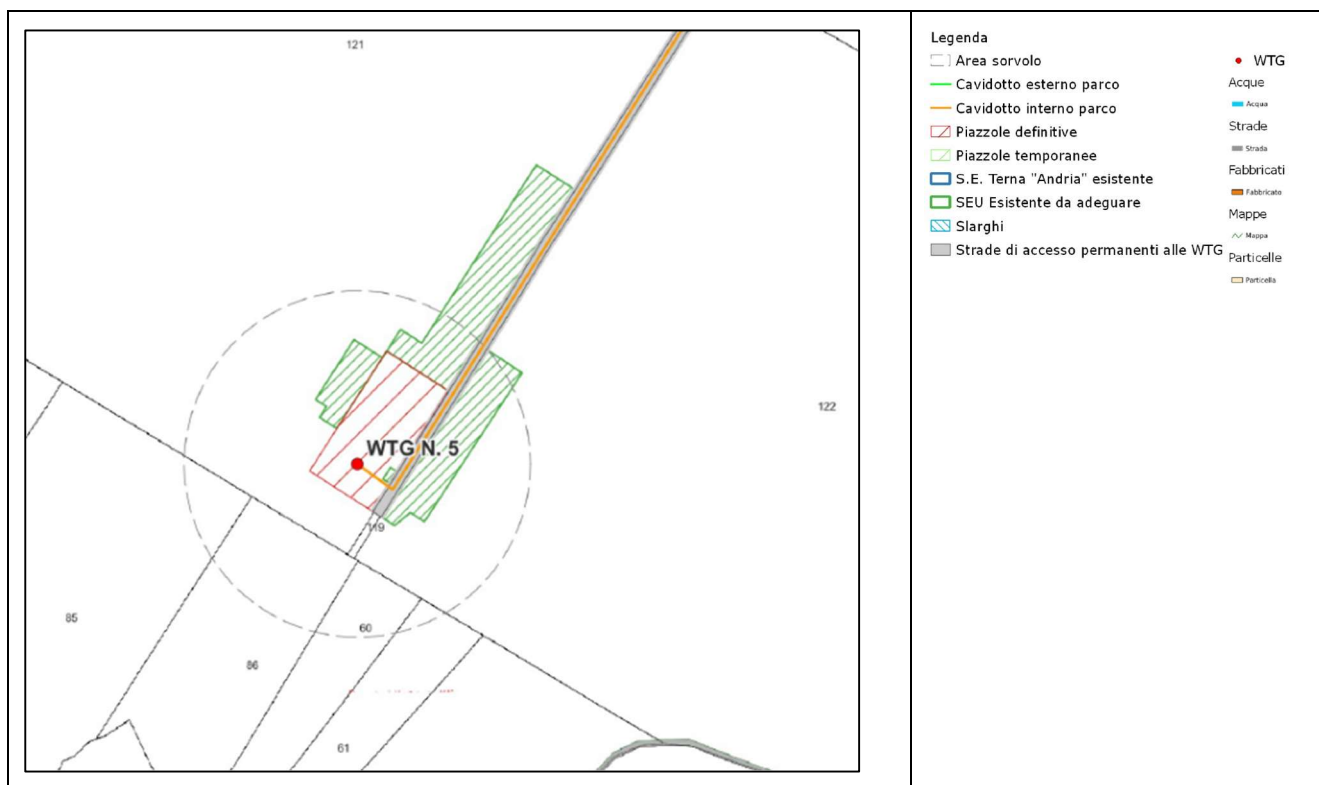 121
122
WTG N. 5
119
85
60
86
61
Legenda
Area sorvolo
Cavidotto esterno parco
Cavidotto interno parco
Piazzole definitive
Piazzole temporanee
S.E. Terna "Andria" esistente
SEU Esistente da adeguare
Slarghi
Strade di accesso permanenti alle WTG
WTG
Acque
Acqua
Strade
Strada
Fabbricati
Fabbricato
Mappe
Mappa
Particelle
Particella